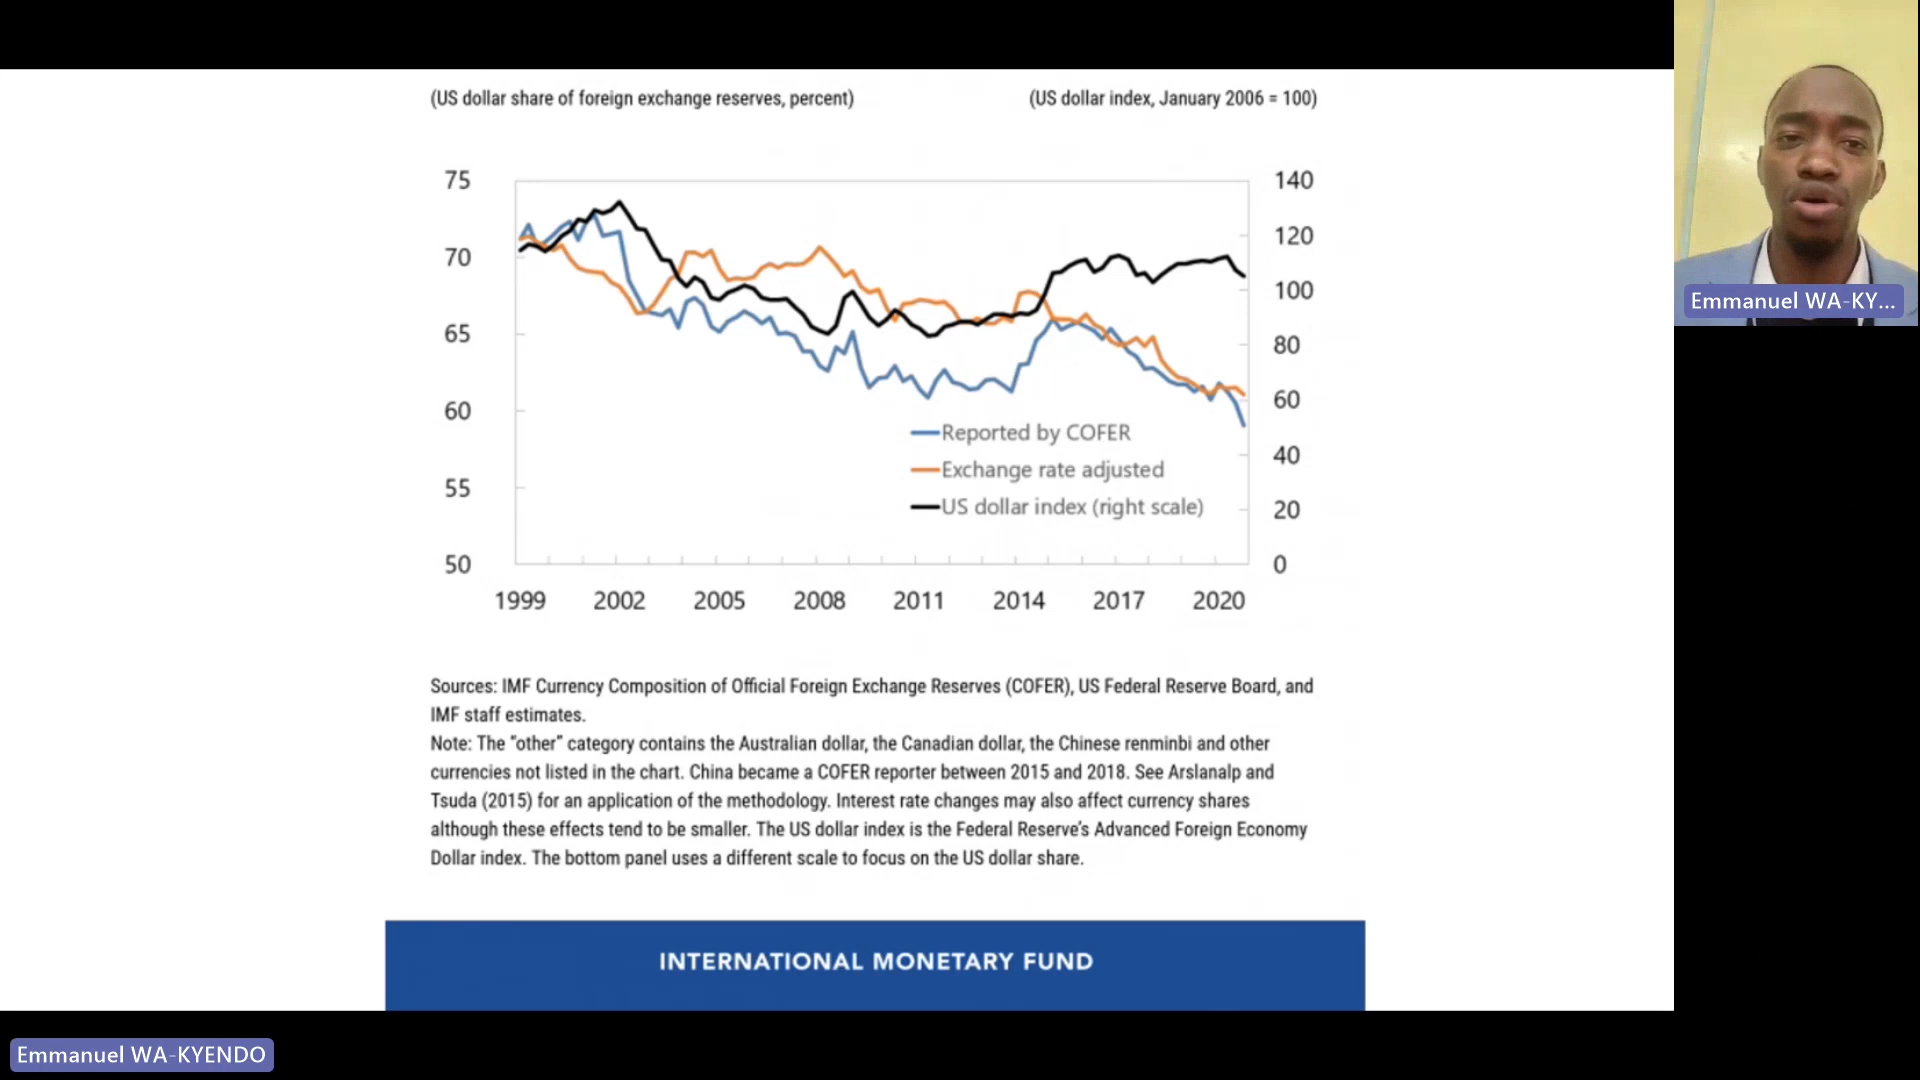 (US dollar share of foreign exchange reserves, percent)
(US dollar index, January 2006 = 100)
75
140
120
70
100
65
80
60
60
Reported by COFER
40
Exchange rate adjusted
55
US dollar index (right scale)
20
50
0
1999 2002 2005 2008 2011 2014 2017 2020
Sources: IMF Currency Composition of Official Foreign Exchange Reserves (COFER), US Federal Reserve Board, and
IMF staff estimates.
Note: The “other” category contains the Australian dollar, the Canadian dollar, the Chinese renminbi and other
currencies not listed in the chart. China became a COFER reporter between 2015 and 2018. See Arslanalp and
Tsuda (2015) for an application of the methodology. Interest rate changes may also affect currency shares
although these effects tend to be smaller. The US dollar index is the Federal Reserve’s Advanced Foreign Economy
Dollar index. The bottom panel uses a different scale to focus on the US dollar share.
INTERNATIONAL MONETARY FUND
Emmanuel WA-KY...
Emmanuel WA-KYENDO